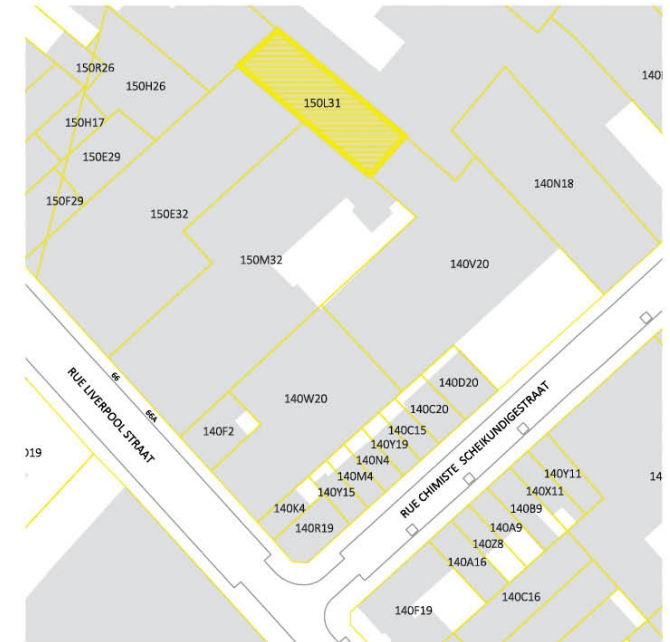 150R26
150H26
150L31
140
150H17
150E29
140N18
150F29
150E32
150M32
140V20
66
66A
RUE LIVERPOOL STRAAT
140D20
140W20
140C20
140F2
140C15
140Y19
140N4
140M4
140Y15
140K4
140R19
RUE CHIMISTE SCHEIKUNDIGESTRAAT
19
140Y11
140X11
14
140B9
140A9
140Z8
140A16
140C16
140F19